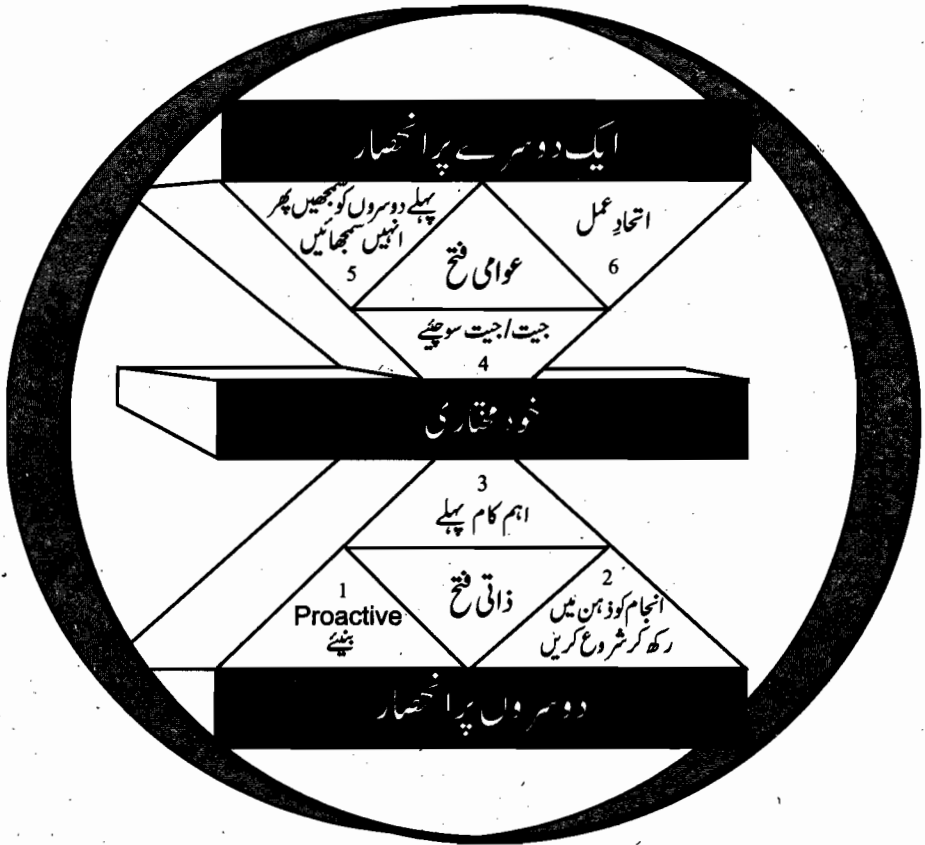 ایک دوسرے پر انحصار
پہلے دوسروں کو سمجھیں پھر
انہیں سمجھائیں
5
اتحادِ عمل
6
عوامی فتح
جیت/جیت سوچیئے
4
خود مختاری
3
اہم کام پہلے
ذاتی فتح
1
Proactive
بنیئے
2
انجام کو ذہن میں
رکھ کر شروع کریں
دوسروں پر انحصار